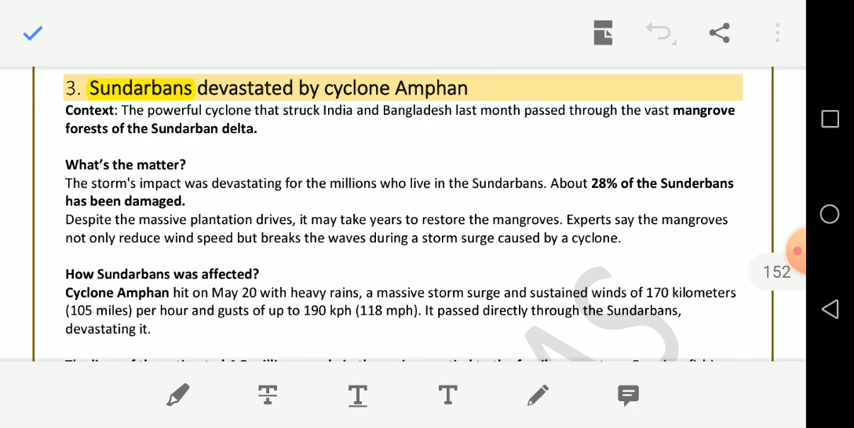 3. Sundarbans devastated by cyclone Amphan
Context: The powerful cyclone that struck India and Bangladesh last month passed through the vast mangrove
forests of the Sundarban delta.
What's the matter?
The storm's impact was devastating for the millions who live in the Sundarbans. About 28% of the Sunderbans
has been damaged.
Despite the massive plantation drives, it may take years to restore the mangroves. Experts say the mangroves
not only reduce wind speed but breaks the waves during a storm surge caused by a cyclone.
152
How Sundarbans was affected?
Cyclone Amphan hit on May 20 with heavy rains, a massive storm surge and sustained winds of 170 kilometers
(105 miles) per hour and gusts of up to 190 kph (118 mph). It passed directly through the Sundarbans,
devastating it.
MS
T
T
T